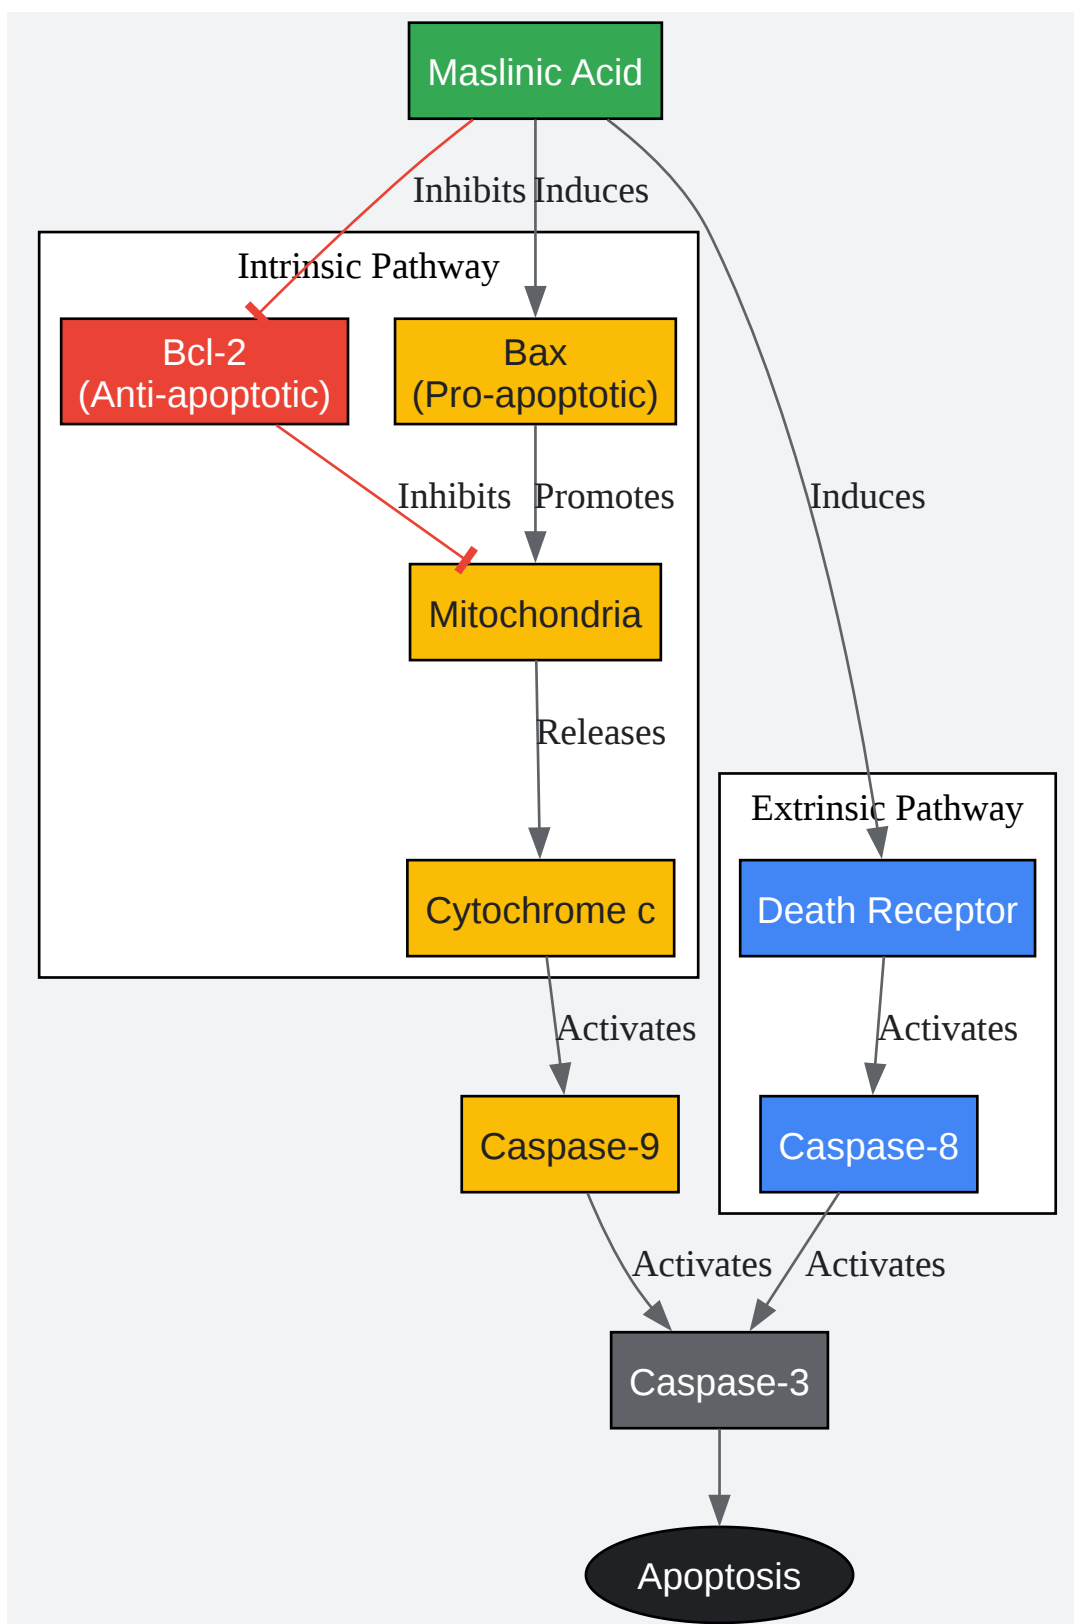 Maslinic Acid
Inhibits
Induces
Intrinsic Pathway
Bcl-2
(Anti-apoptotic)
Bax
(Pro-apoptotic)
Inhibits
Promotes
Induces
Mitochondria
Releases
Extrinsic Pathway
Cytochrome c
Death Receptor
Activates
Activates
Caspase-9
Caspase-8
Activates
Activates
Caspase-3
Apoptosis